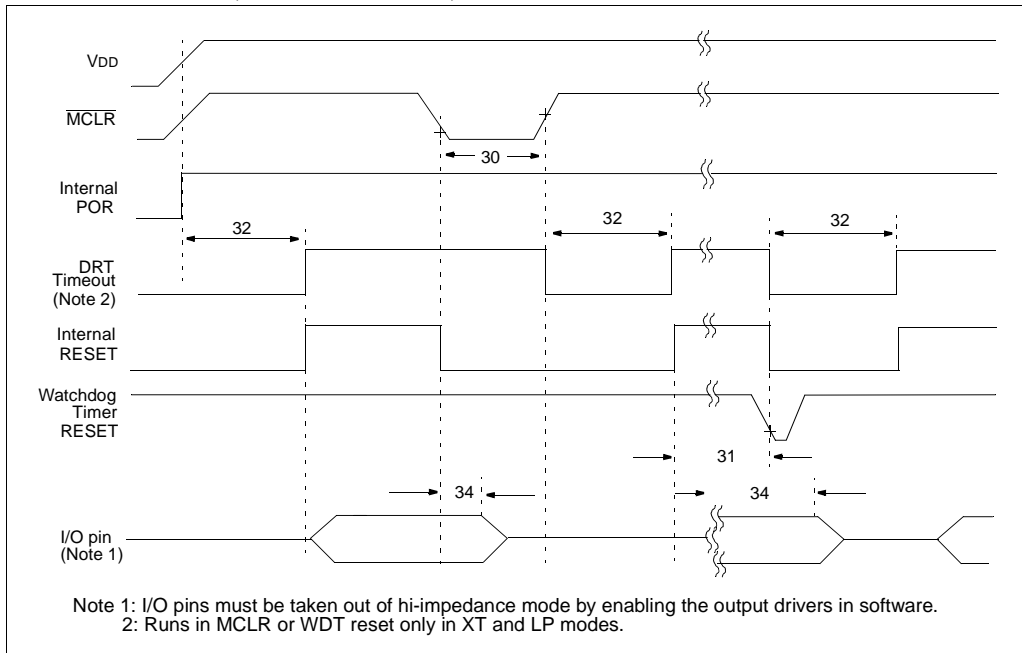 VDD
MCLR
30
Internal
POR
32
32
32
DRT
Timeout
(Note 2)
Internal
RESET
Watchdog
Timer
RESET
31
34
34
I/O pin
(Note 1)
Note 1: I/O pins must be taken out of hi-impedance mode by enabling the output drivers in software.
2: Runs in MCLR or WDT reset only in XT and LP modes.